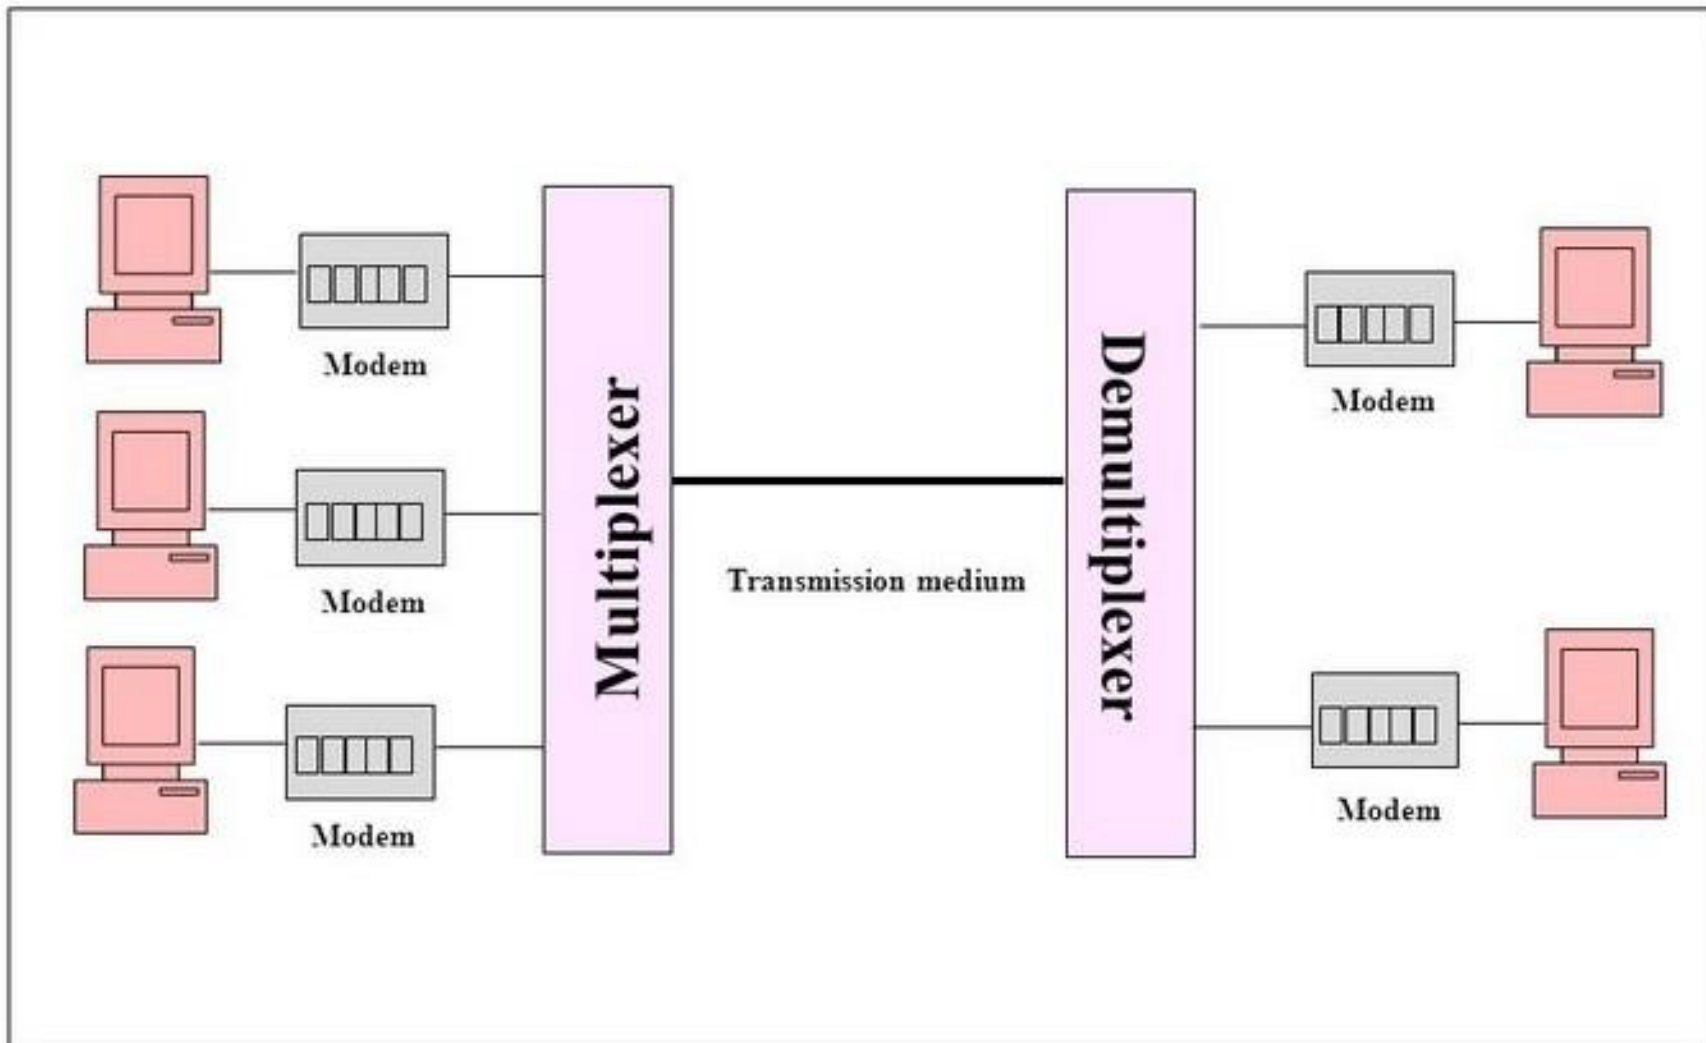 Modem
Modem
Modem
Multiplexer
Transmission medium
Demultiplexer
Modem
Modem